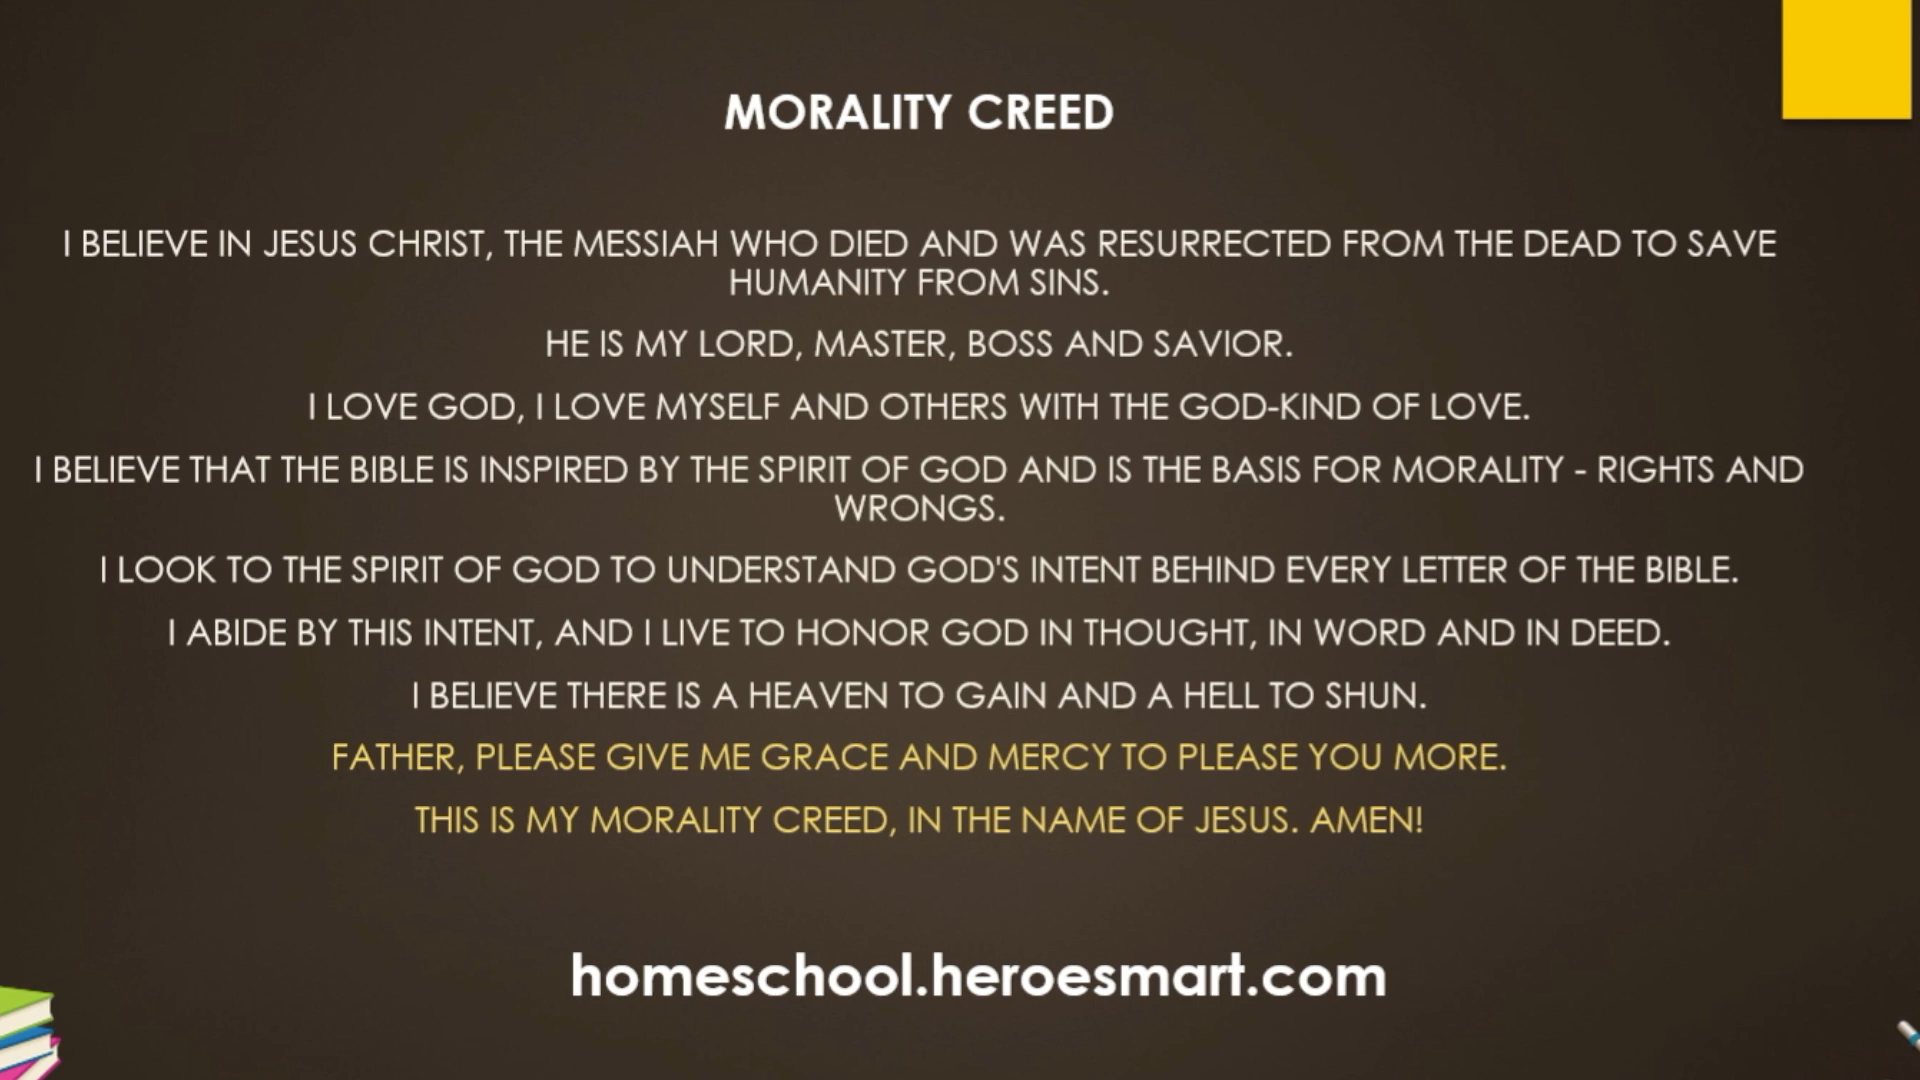 MORALITY CREED
I BELIEVE IN JESUS CHRIST, THE MESSIAH WHO DIED AND WAS RESURRECTED FROM THE DEAD TO SAVE
HUMANITY FROM SINS.
HE IS MY LORD, MASTER, BOSS AND SAVIOR.
I LOVE GOD, I LOVE MYSELF AND OTHERS WITH THE GOD-KIND OF LOVE.
I BELIEVE THAT THE BIBLE IS INSPIRED BY THE SPIRIT OF GOD AND IS THE BASIS FOR MORALITY - RIGHTS AND
WRONGS.
I LOOK TO THE SPIRIT OF GOD TO UNDERSTAND GOD'S INTENT BEHIND EVERY LETTER OF THE BIBLE.
I ABIDE BY THIS INTENT, AND I LIVE TO HONOR GOD IN THOUGHT, IN WORD AND IN DEED.
I BELIEVE THERE IS A HEAVEN TO GAIN AND A HELL TO SHUN.
FATHER, PLEASE GIVE ME GRACE AND MERCY TO PLEASE YOU MORE.
THIS IS MY MORALITY CREED, IN THE NAME OF JESUS. AMEN!
homeschool.heroesmart.com